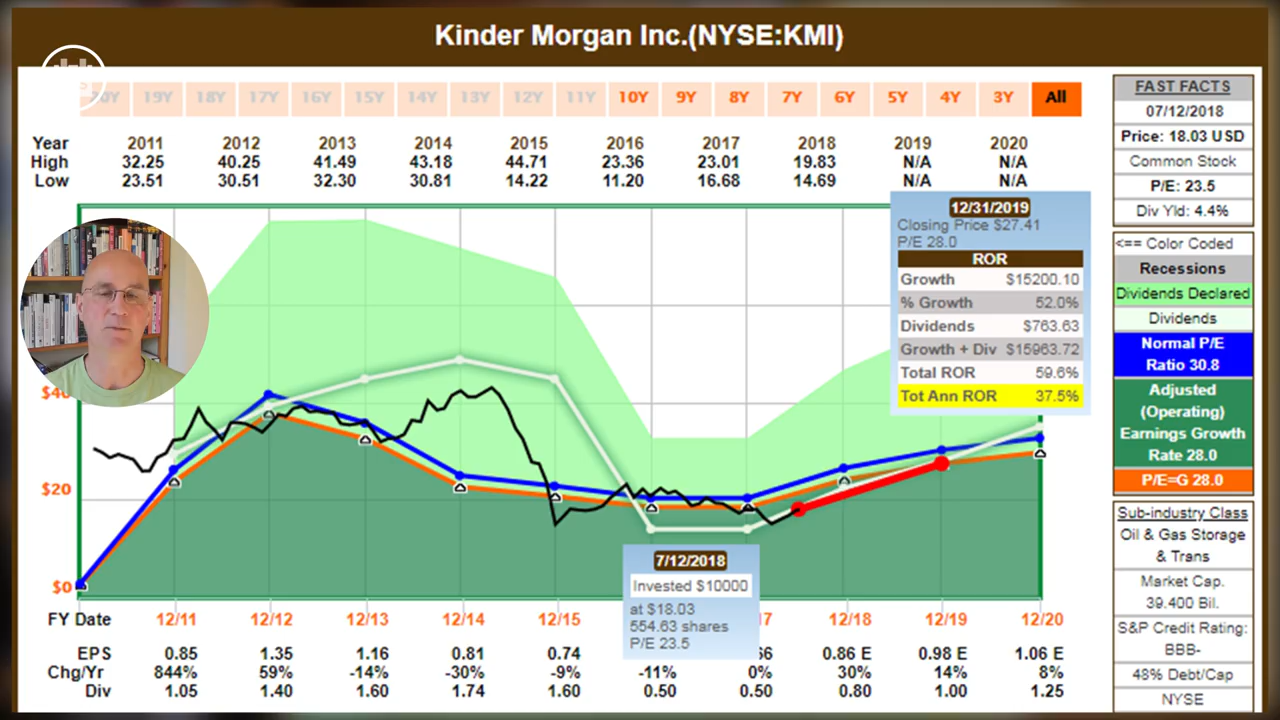 Kinder Morgan Inc.(NYSE:KMI)
20Y 19Y 18Y 17Y 16Y 15Y 14Y 13Y 12Y 11Y 10Y 9Y 8Y 7Y 6Y 5Y 4Y 3Y All
Year 2011 2012 2013 2014 2015 2016 2017 2018 2019 2020
High 32.25 40.25 41.49 43.18 44.71 23.36 23.01 19.83 N/A N/A
Low 23.51 30.51 32.30 30.81 14.22 11.20 16.68 14.69 N/A N/A
12/31/2019
Closing Price $27.41
P/E 28.0
ROR
Growth $15200.10
% Growth 52.0%
Dividends $763.63
Growth + Div $15963.72
Total ROR 59.6%
Tot Ann ROR 37.5%
$40
$20
$0
7/12/2018
Invested $10000
at $18.03
554.63 shares
P/E 23.5
FY Date 12/11 12/12 12/13 12/14 12/15 17 12/18 12/19 12/20
EPS 0.85 1.35 1.16 0.81 0.74 66 0.86 E 0.98 E 1.06 E
Chg/Yr 844% 59% -14% -30% -9% -11% 0% 30% 14% 8%
Div 1.05 1.40 1.60 1.74 1.60 0.50 0.50 0.80 1.00 1.25
FAST FACTS
07/12/2018
Price: 18.03 USD
Common Stock
P/E: 23.5
Div Yld: 4.4%
<== Color Coded
Recessions
Dividends Declared
Dividends
Normal P/E
Ratio 30.8
Adjusted
(Operating)
Earnings Growth
Rate 28.0
P/E=G 28.0
Sub-industry Class
Oil & Gas Storage
& Trans
Market Cap.
39.400 Bil.
S&P Credit Rating:
BBB-
48% Debt/Cap
NYSE